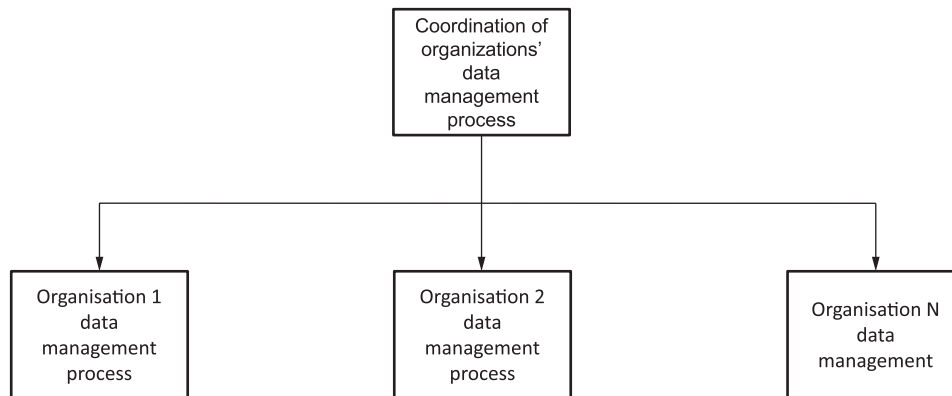 Coordination of
organizations’
data
management
process
Organisation 1
data
management
process
Organisation 2
data
management
process
Organisation N
data
management